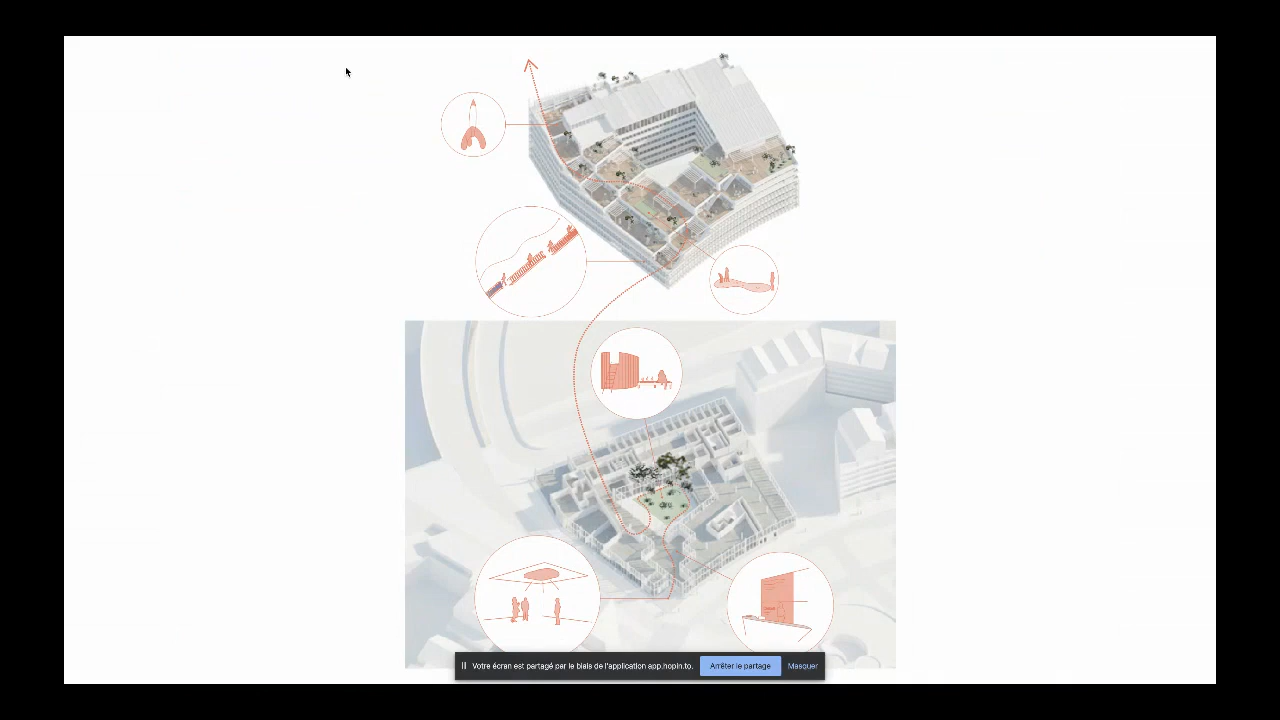 Votre écran est partagé par le biais de l'application app.hopin.to.
Arrêter le partage
Masquer